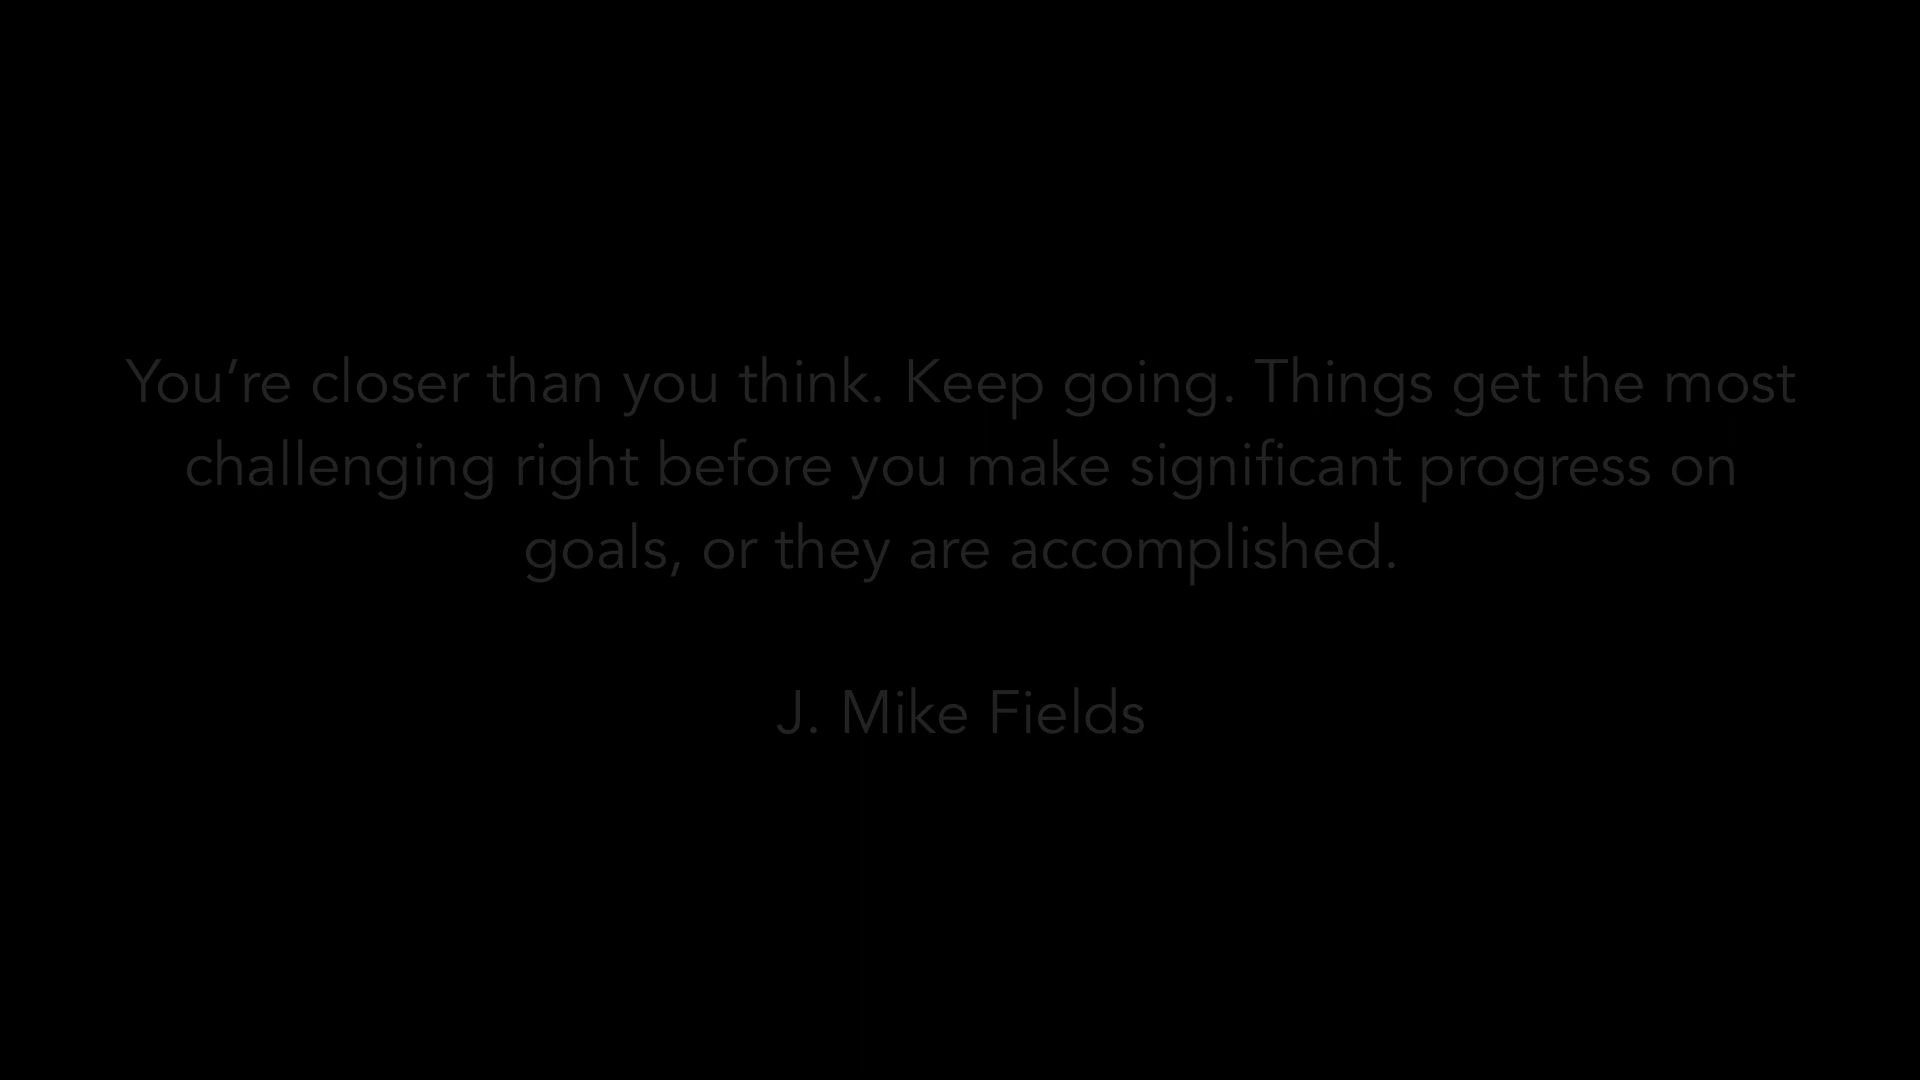 You’re closer than you think. Keep going. Things get the most
challenging right before you make significant progress on
goals, or they are accomplished.
J. Mike Fields